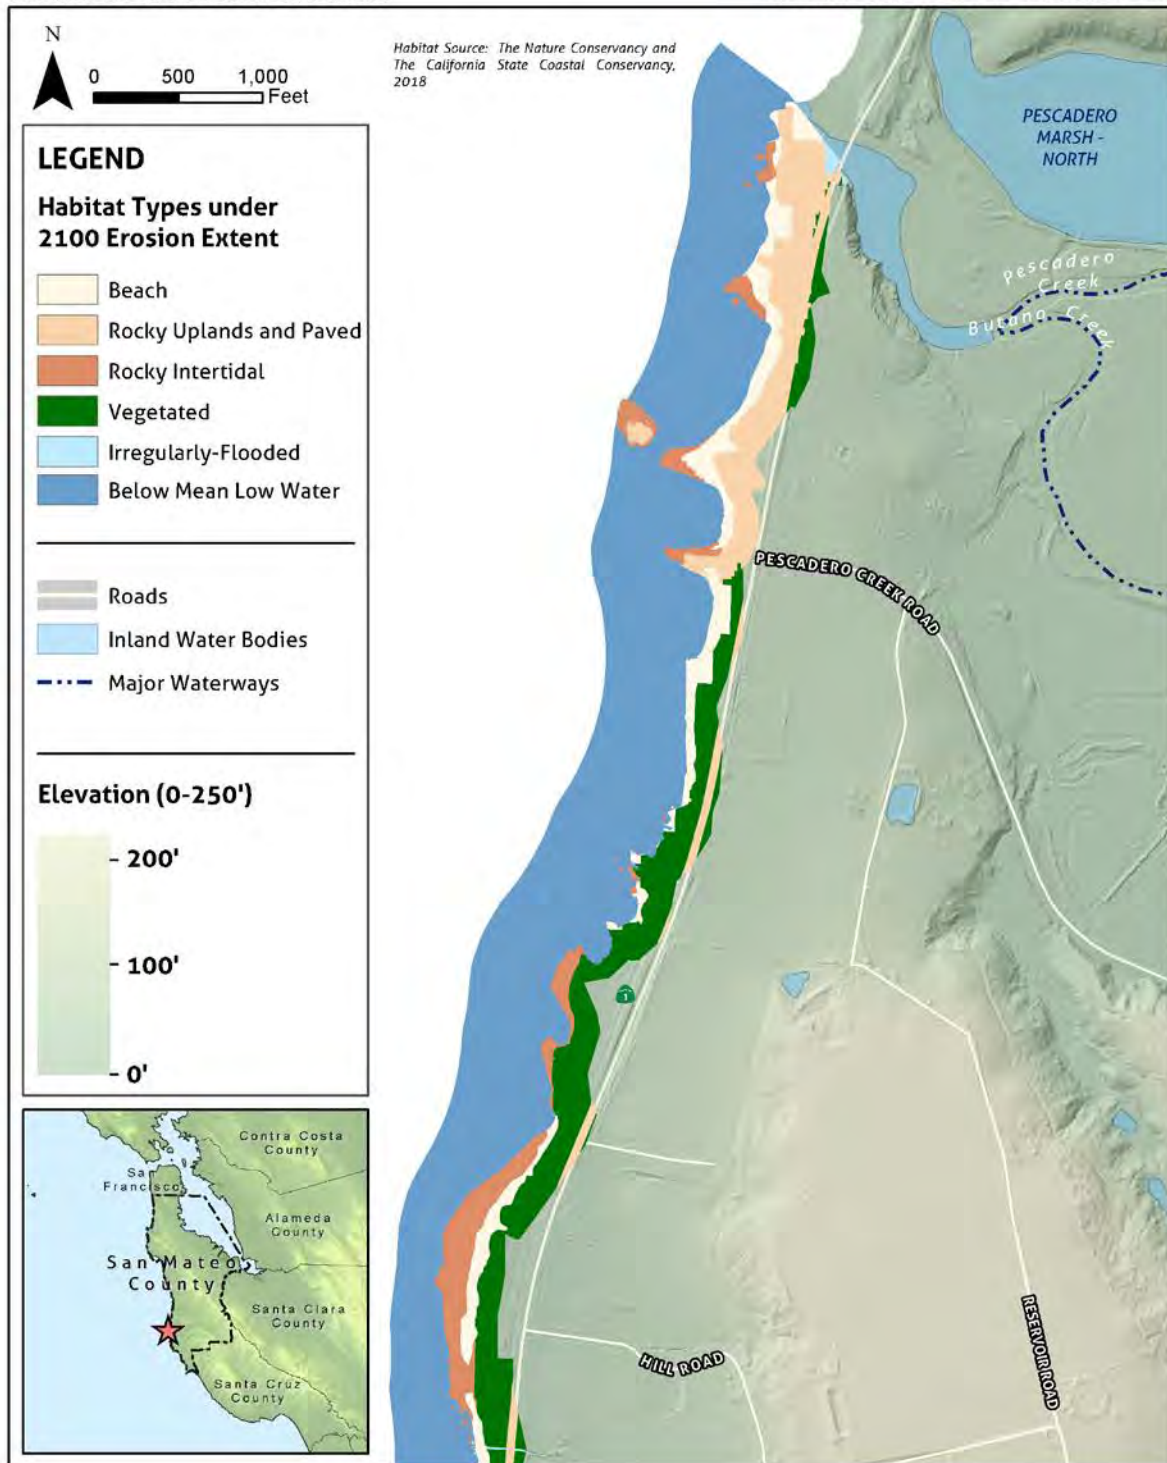 N
0 500 1,000
Feet
Habitat Source: The Nature Conservancy and
The California State Coastal Conservancy,
2018
LEGEND
Habitat Types under
2100 Erosion Extent
Beach
Rocky Uplands and Paved
Rocky Intertidal
Vegetated
Irregularly-Flooded
Below Mean Low Water
Roads
Inland Water Bodies
Major Waterways
Elevation (0-250')
200'
100'
0'
PESCADERO
MARSH -
NORTH
Pescadero
Creek
Butano Creek
PESCADERO CREEK ROAD
1
HILL ROAD
RESERVOIR ROAD
Contra Costa
County
San
Francisco
Alameda
County
San Mateo
County
Santa Clara
County
Santa Cruz
County